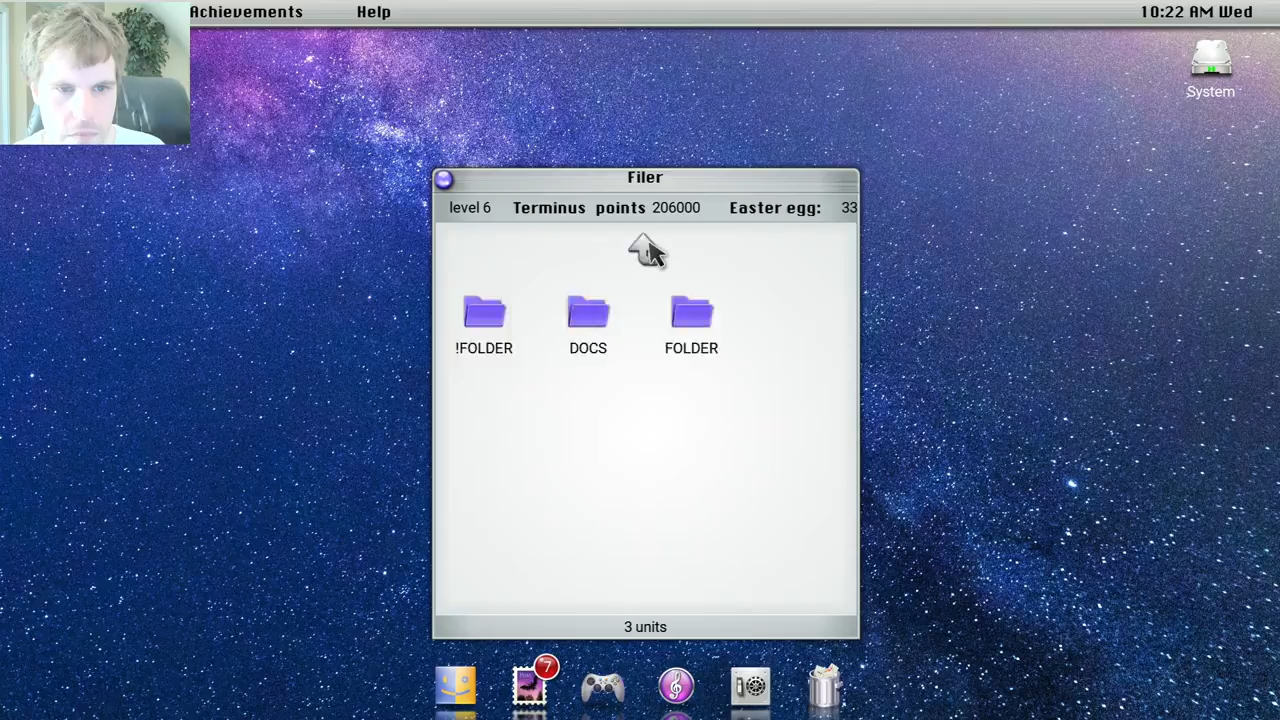 Achievements Help 10:22 AM Wed
System
Filer
level 6 Terminus points 206000 Easter egg: 33
!FOLDER DOCS FOLDER
3 units
7